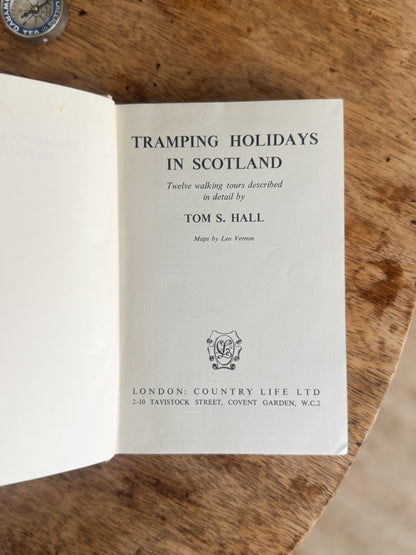 TRAMPING HOLIDAYS
IN SCOTLAND
Twelve walking tours described
in detail by
TOM S. HALL
Maps by Leo Vernon
LONDON: COUNTRY LIFE LTD
2–10 TAVISTOCK STREET, COVENT GARDEN, W.C.2